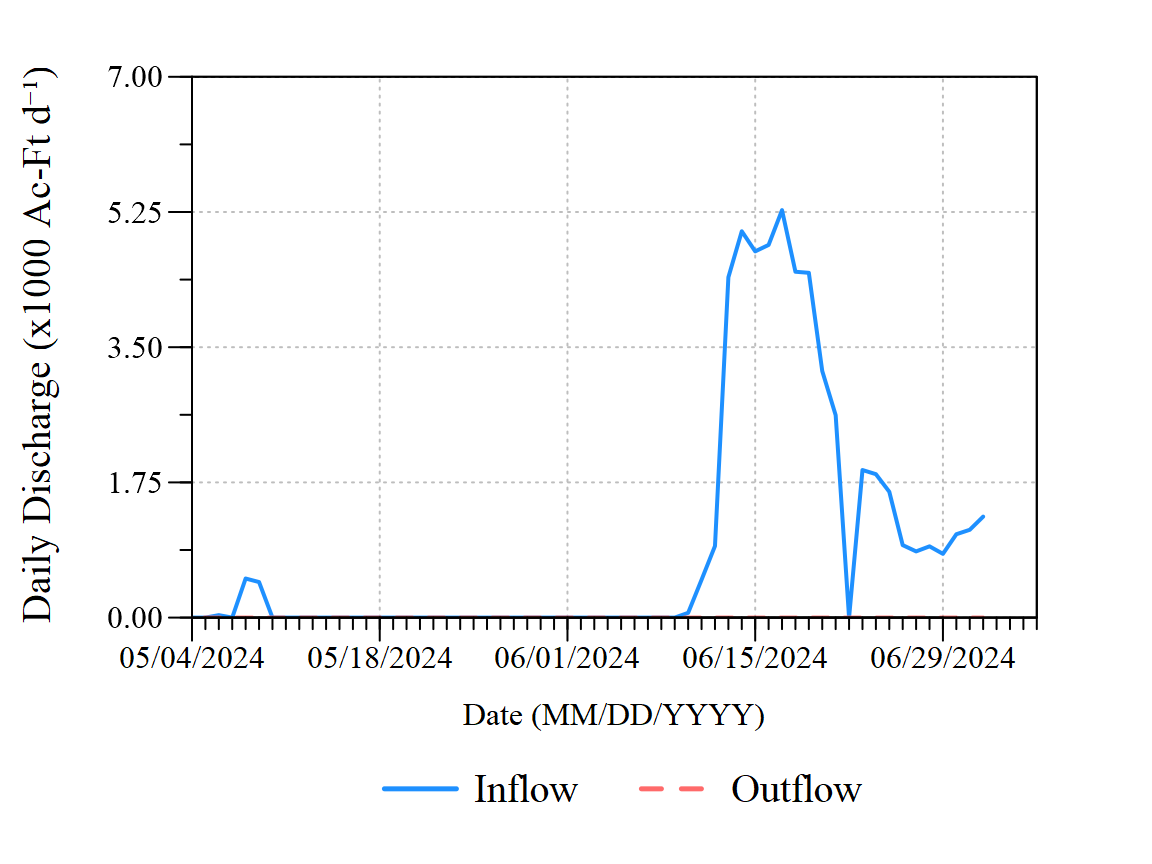 Daily Discharge (x1000 Ac-Ft d⁻¹)
7.00
5.25
3.50
1.75
0.00
05/04/2024 05/18/2024 06/01/2024 06/15/2024 06/29/2024
Date (MM/DD/YYYY)
Inflow Outflow